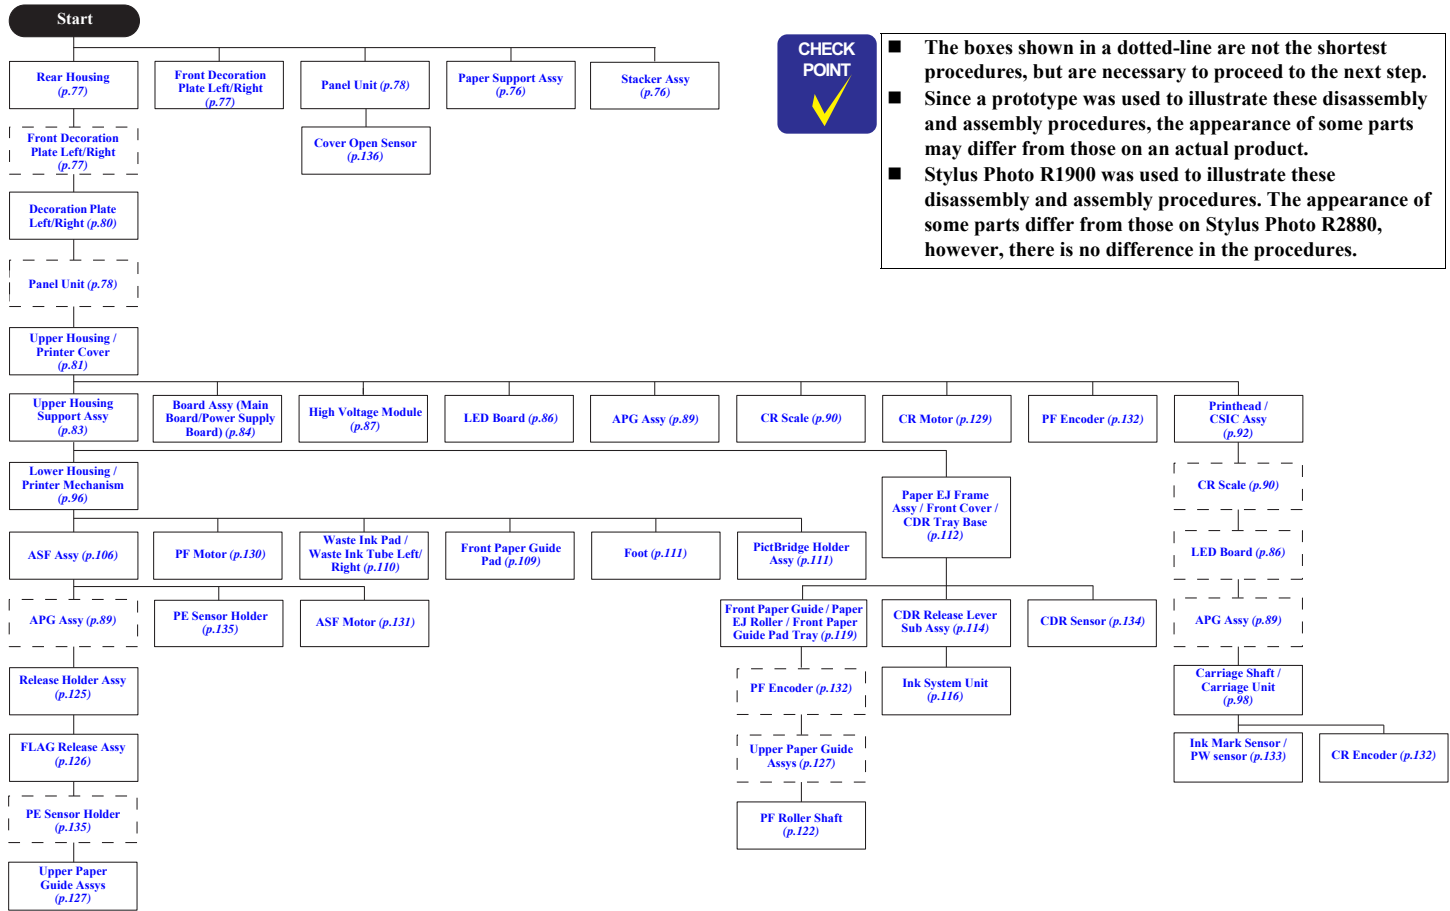 Start
CHECK
POINT
■ The boxes shown in a dotted-line are not the shortest
procedures, but are necessary to proceed to the next step.
■ Since a prototype was used to illustrate these disassembly
and assembly procedures, the appearance of some parts
may differ from those on an actual product.
■ Stylus Photo R1900 was used to illustrate these
disassembly and assembly procedures. The appearance of
some parts differ from those on Stylus Photo R2880,
however, there is no difference in the procedures.
Rear Housing
(p.77)
Front Decoration
Plate Left/Right
(p.77)
Panel Unit (p.78)
Paper Support Assy
(p.76)
Stacker Assy
(p.76)
Front Decoration
Plate Left/Right
(p.77)
Cover Open Sensor
(p.136)
Decoration Plate
Left/Right (p.80)
Panel Unit (p.78)
Upper Housing /
Printer Cover
(p.81)
Upper Housing
Support Assy
(p.83)
Board Assy (Main
Board/Power Supply
Board) (p.84)
High Voltage Module
(p.87)
LED Board (p.86)
APG Assy (p.89)
CR Scale (p.90)
CR Motor (p.129)
PF Encoder (p.132)
Printhead /
CSIC Assy
(p.92)
Lower Housing /
Printer Mechanism
(p.96)
Paper EJ Frame
Assy / Front Cover /
CDR Tray Base
(p.112)
CR Scale (p.90)
ASF Assy (p.106)
PF Motor (p.130)
Waste Ink Pad /
Waste Ink Tube Left/
Right (p.110)
Front Paper Guide
Pad (p.109)
Foot (p.111)
PictBridge Holder
Assy (p.111)
LED Board (p.86)
APG Assy (p.89)
PE Sensor Holder
(p.135)
ASF Motor (p.131)
Front Paper Guide / Paper
EJ Roller / Front Paper
Guide Pad Tray (p.119)
CDR Release Lever
Sub Assy (p.114)
CDR Sensor (p.134)
APG Assy (p.89)
Release Holder Assy
(p.125)
PF Encoder (p.132)
Ink System Unit
(p.116)
Carriage Shaft /
Carriage Unit
(p.98)
FLAG Release Assy
(p.126)
Upper Paper Guide
Assys (p.127)
Ink Mark Sensor /
PW sensor (p.133)
CR Encoder (p.132)
PE Sensor Holder
(p.135)
PF Roller Shaft
(p.122)
Upper Paper
Guide Assys
(p.127)